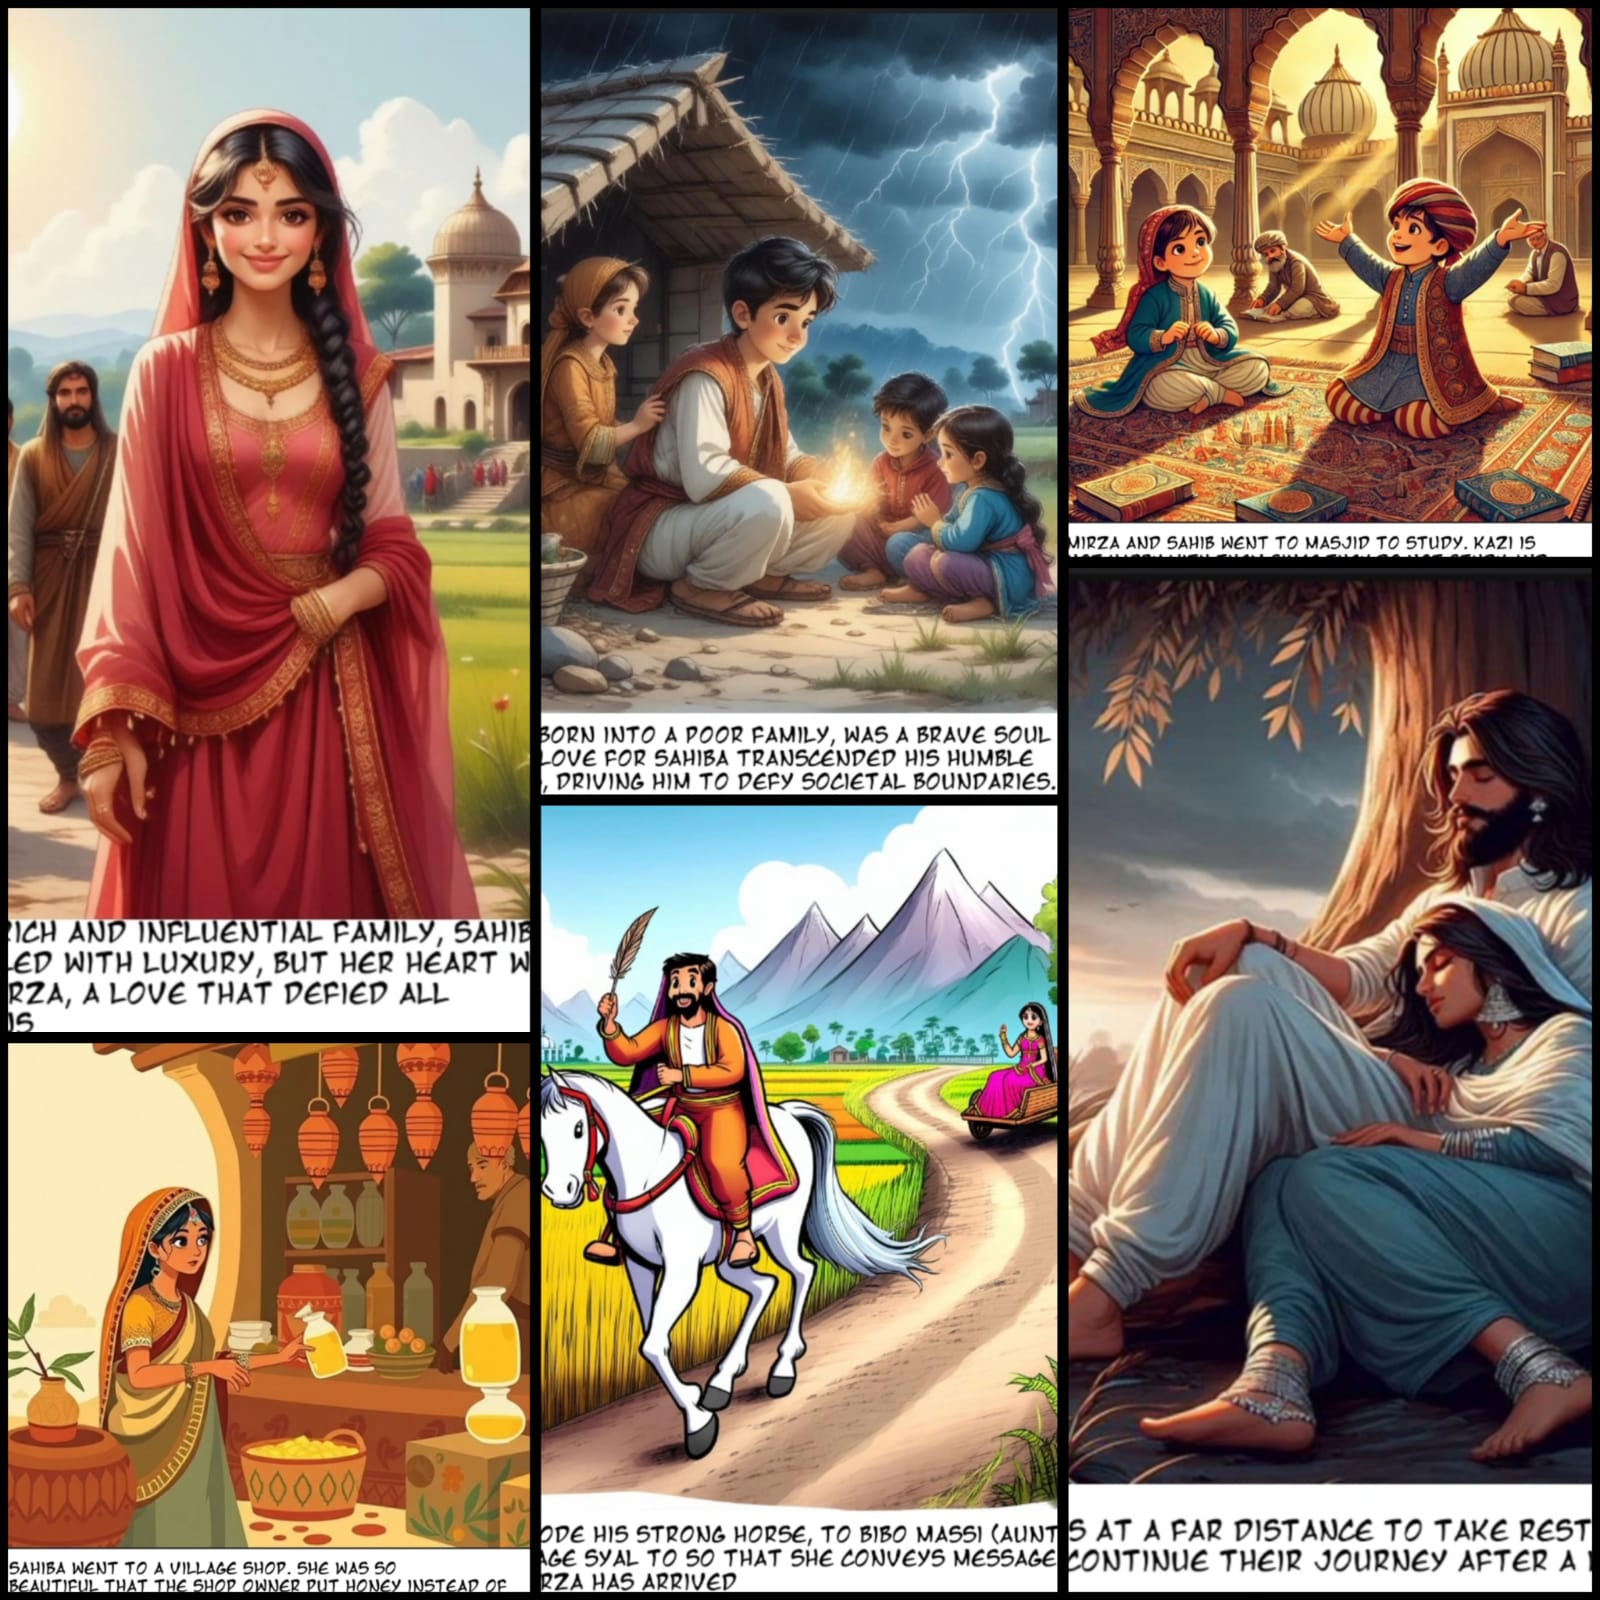 RICH AND INFLUENTIAL FAMILY, SAHIB
LED WITH LUXURY, BUT HER HEART W
RZA, A LOVE THAT DEFIED ALL
NS
SAHIBA WENT TO A VILLAGE SHOP. SHE WAS SO
BEAUTIFUL THAT THE SHOP OWNER PUT HONEY INSTEAD OF
BORN INTO A POOR FAMILY, WAS A BRAVE SOUL
LOVE FOR SAHIBA TRANSCENDED HIS HUMBLE
, DRIVING HIM TO DEFY SOCIETAL BOUNDARIES.
ODE HIS STRONG HORSE, TO BIBO MASSI (AUNT
AGE SYAL TO SO THAT SHE CONVEYS MESSAGE
RZA HAS ARRIVED
MIRZA AND SAHIB WENT TO MASJID TO STUDY. KAZI IS
S AT A FAR DISTANCE TO TAKE REST
CONTINUE THEIR JOURNEY AFTER A